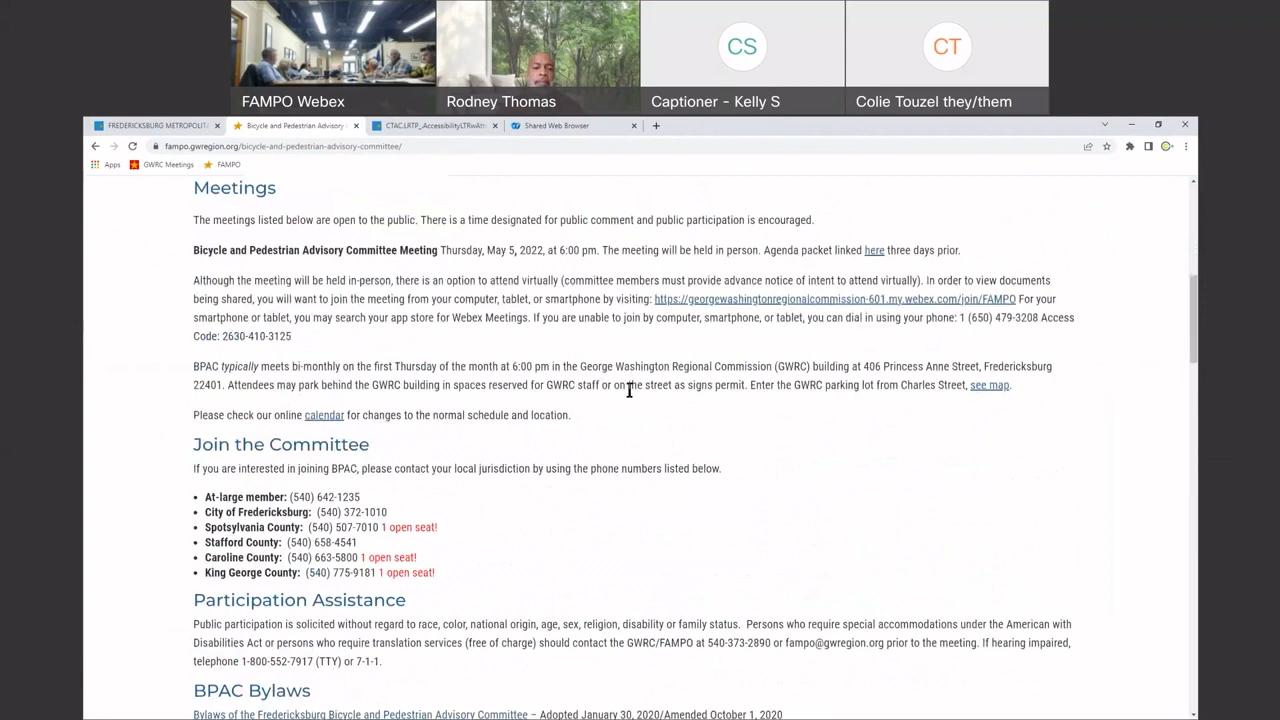 CS
CT
FAMPO Webex
Rodney Thomas
Captioner - Kelly S
Colie Touzel they/them
FREDERICKSBURG METROPOLIT
Bicycle and Pedestrian Advisory
CTAC.LRTP_AccessibilityLTRwAtt
Shared Web Browser
fampo.gwregion.org/bicycle-and-pedestrian-advisory-committee/
Apps
GWRC Meetings
FAMPO
Meetings
The meetings listed below are open to the public. There is a time designated for public comment and public participation is encouraged.
Bicycle and Pedestrian Advisory Committee Meeting Thursday, May 5, 2022, at 6:00 pm. The meeting will be held in person. Agenda packet linked here three days prior.
Although the meeting will be held in-person, there is an option to attend virtually (committee members must provide advance notice of intent to attend virtually). In order to view documents
being shared, you will want to join the meeting from your computer, tablet, or smartphone by visiting: https://georgewashingtonregionalcommission-601.my.webex.com/join/FAMPO For your
smartphone or tablet, you may search your app store for Webex Meetings. If you are unable to join by computer, smartphone, or tablet, you can dial in using your phone: 1 (650) 479-3208 Access
Code: 2630-410-3125
BPAC typically meets bi-monthly on the first Thursday of the month at 6:00 pm in the George Washington Regional Commission (GWRC) building at 406 Princess Anne Street, Fredericksburg
22401. Attendees may park behind the GWRC building in spaces reserved for GWRC staff or on the street as signs permit. Enter the GWRC parking lot from Charles Street, see map.
Please check our online calendar for changes to the normal schedule and location.
Join the Committee
If you are interested in joining BPAC, please contact your local jurisdiction by using the phone numbers listed below.
• At-large member: (540) 642-1235
• City of Fredericksburg: (540) 372-1010
• Spotsylvania County: (540) 507-7010 1 open seat!
• Stafford County: (540) 658-4541
• Caroline County: (540) 663-5800 1 open seat!
• King George County: (540) 775-9181 1 open seat!
Participation Assistance
Public participation is solicited without regard to race, color, national origin, age, sex, religion, disability or family status. Persons who require special accommodations under the American with
Disabilities Act or persons who require translation services (free of charge) should contact the GWRC/FAMPO at 540-373-2890 or fampo@gwregion.org prior to the meeting. If hearing impaired,
telephone 1-800-552-7917 (TTY) or 7-1-1.
BPAC Bylaws
Bylaws of the Fredericksburg Bicycle and Pedestrian Advisory Committee – Adopted January 30, 2020/Amended October 1, 2020